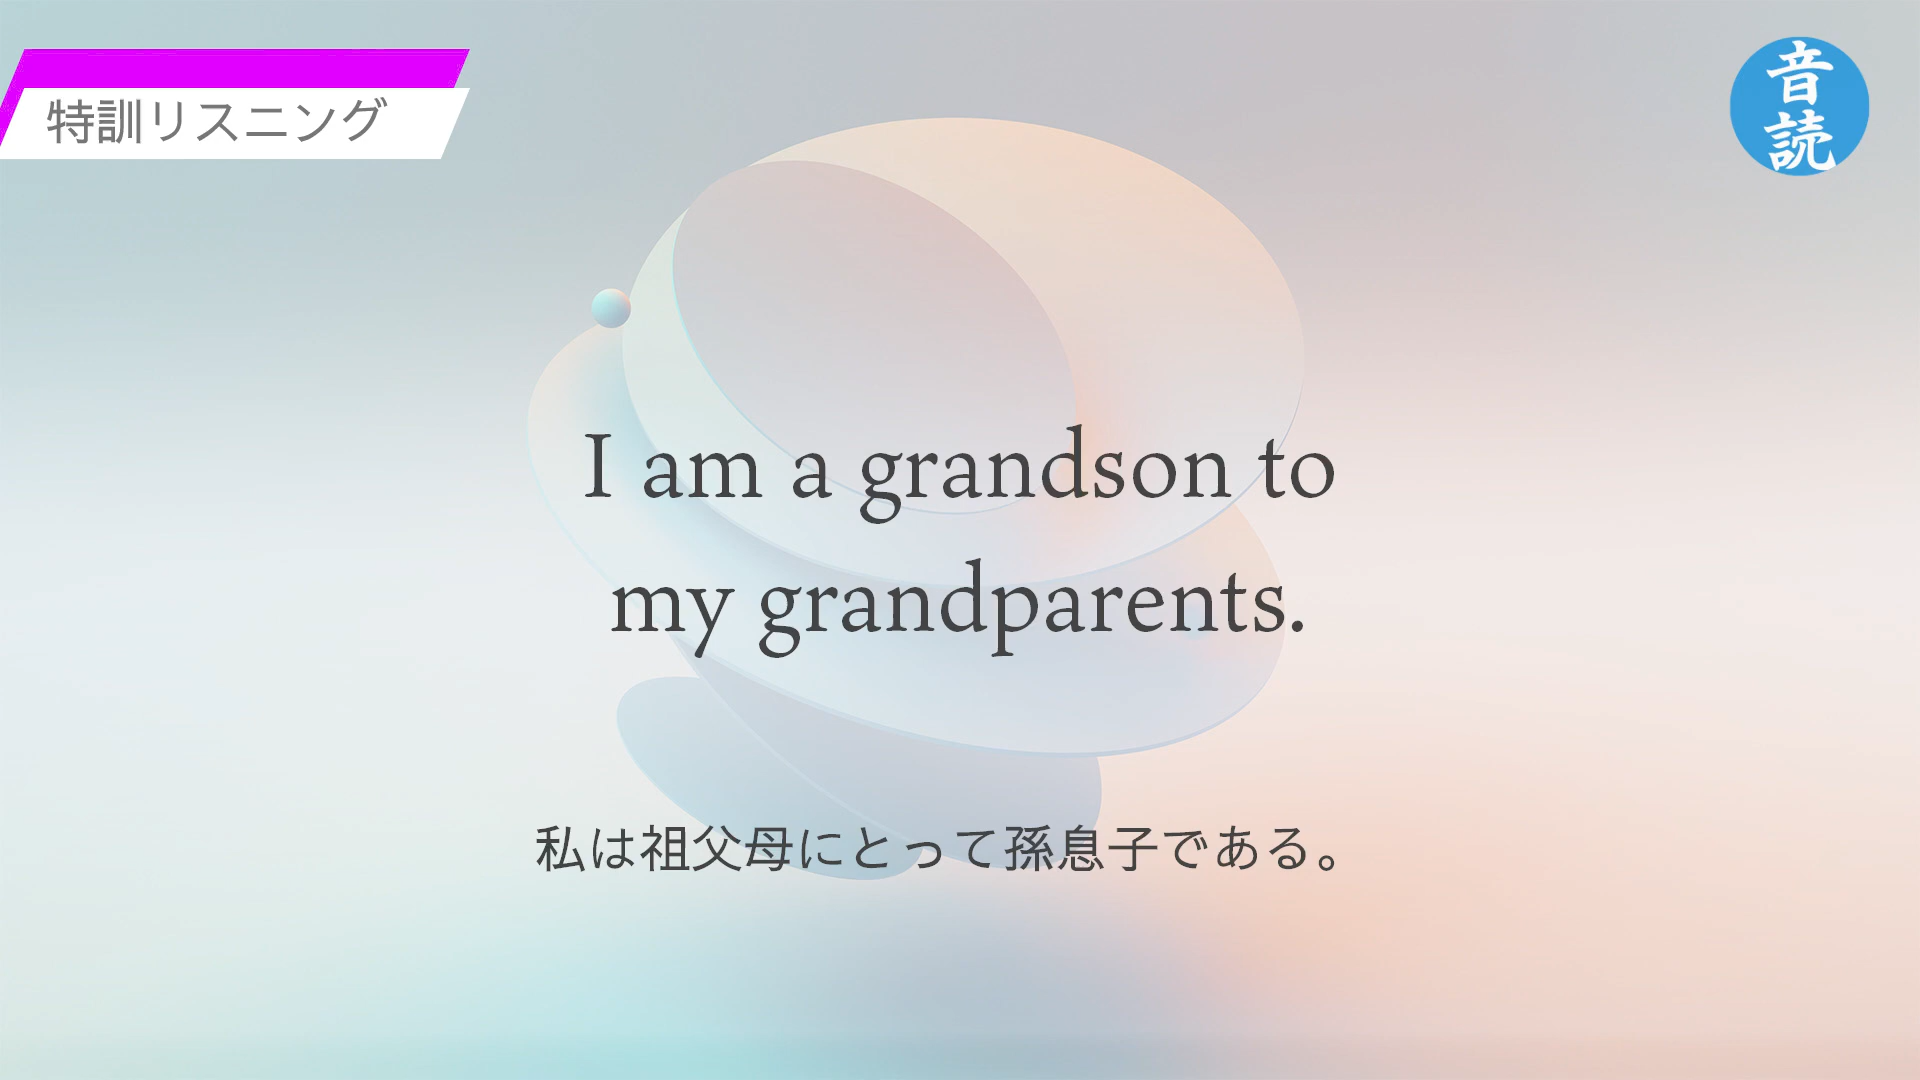 特訓リスニング
音
読
I am a grandson to
my grandparents.
私は祖父母にとって孫息子である。